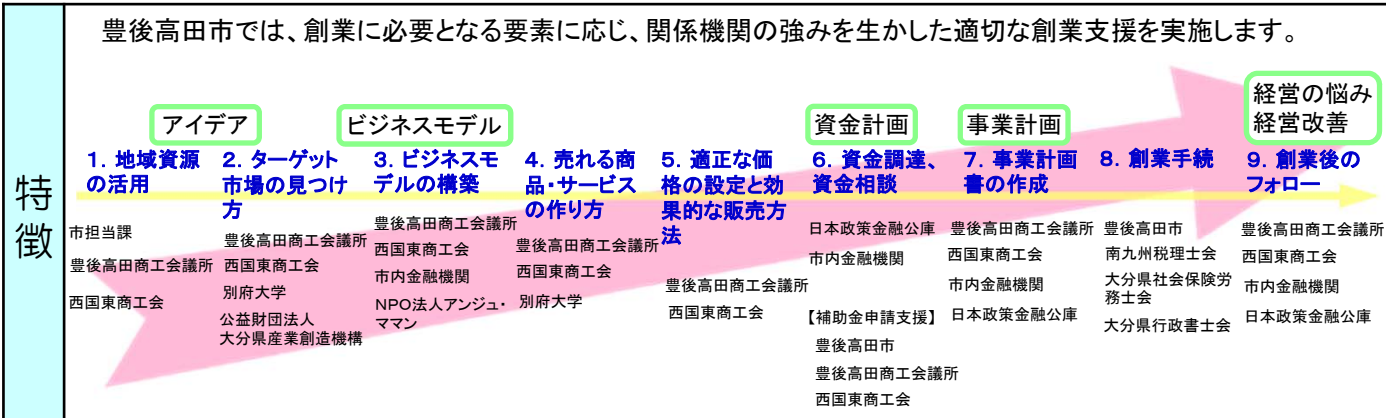 特徴
豊後高田市では、創業に必要となる要素に応じ、関係機関の強みを生かした適切な創業支援を実施します。
アイデア
ビジネスモデル
資金計画
事業計画
経営の悩み
経営改善
1．地域資源
の活用
市担当課
豊後高田商工会議所
西国東商工会
2．ターゲット
市場の見つけ
方
豊後高田商工会議所
西国東商工会
別府大学
公益財団法人
大分県産業創造機構
3．ビジネスモ
デルの構築
豊後高田商工会議所
西国東商工会
市内金融機関
NPO法人アンジュ・
ママン
4．売れる商
品・サービス
の作り方
豊後高田商工会議所
西国東商工会
別府大学
5．適正な価
格の設定と効
果的な販売方
法
豊後高田商工会議所
西国東商工会
6．資金調達、
資金相談
日本政策金融公庫
市内金融機関
【補助金申請支援】
豊後高田市
豊後高田商工会議所
西国東商工会
7．事業計画
書の作成
豊後高田商工会議所
西国東商工会
市内金融機関
日本政策金融公庫
8．創業手続
豊後高田市
南九州税理士会
大分県社会保険労
務士会
大分県行政書士会
9．創業後の
フォロー
豊後高田商工会議所
西国東商工会
市内金融機関
日本政策金融公庫